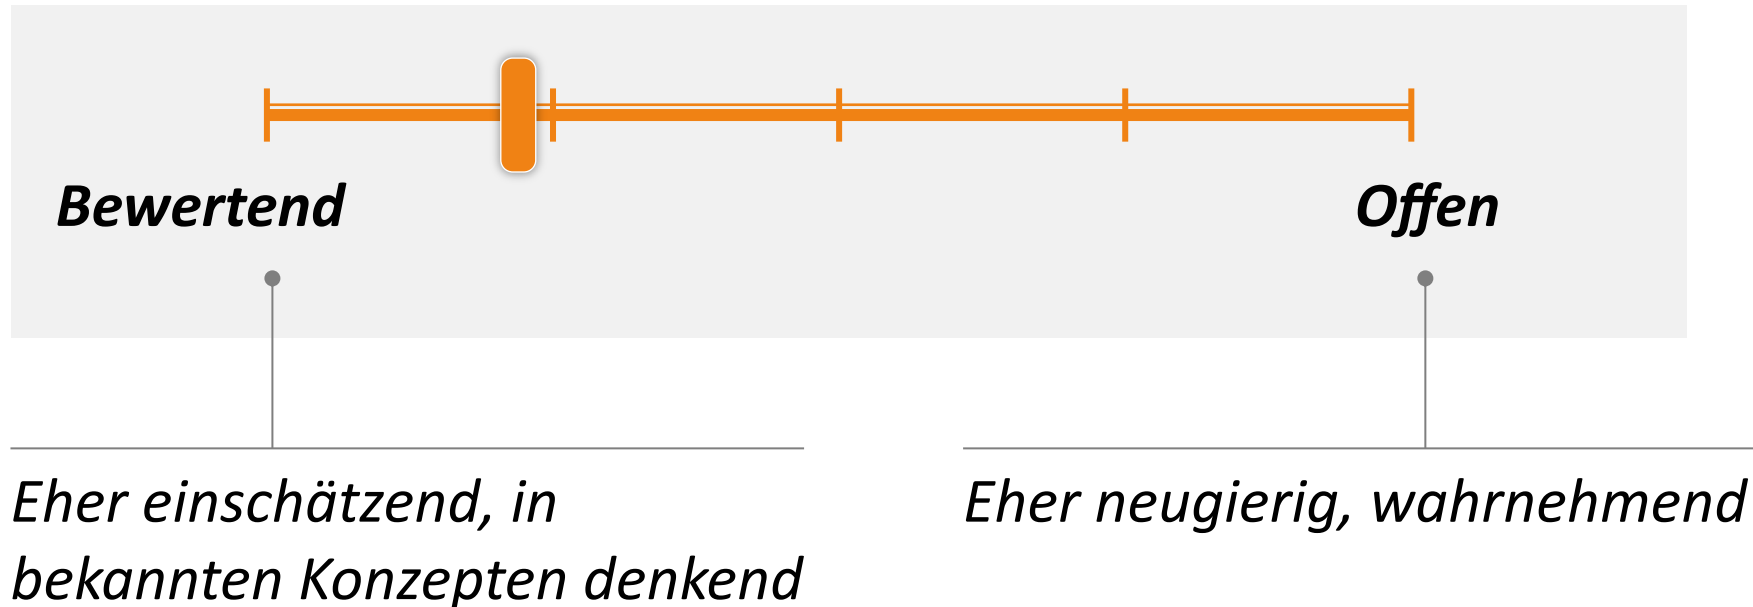 Bewertend
Offen
Eher einschätzend, in
bekannten Konzepten denkend
Eher neugierig, wahrnehmend